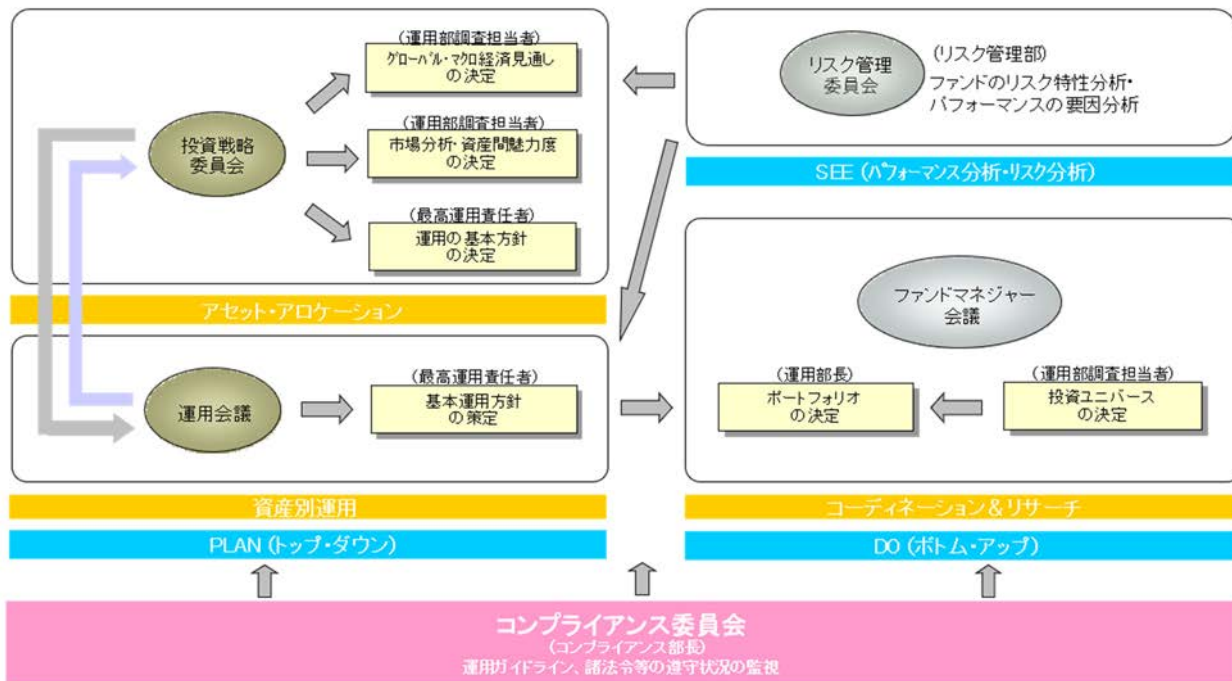 (運用部調査担当者)
グローバル・マクロ経済見通し
の決定
投資戦略
委員会
(運用部調査担当者)
市場分析・資産間魅力度
の決定
(最高運用責任者)
運用の基本方針
の決定
アセット・アロケーション
運用会議
(最高運用責任者)
基本運用方針
の策定
資産別運用
PLAN (トップ・ダウン)
リスク管理
委員会
(リスク管理部)
ファンドのリスク特性分析・
パフォーマンスの要因分析
SEE (パフォーマンス分析・リスク分析)
ファンドマネジャー
会議
(運用部長)
ポートフォリオ
の決定
(運用部調査担当者)
投資ユニバース
の決定
コーディネーション＆リサーチ
DO (ボトム・アップ)
コンプライアンス委員会
(コンプライアンス部長)
運用ガイドライン、諸法令等の遵守状況の監視